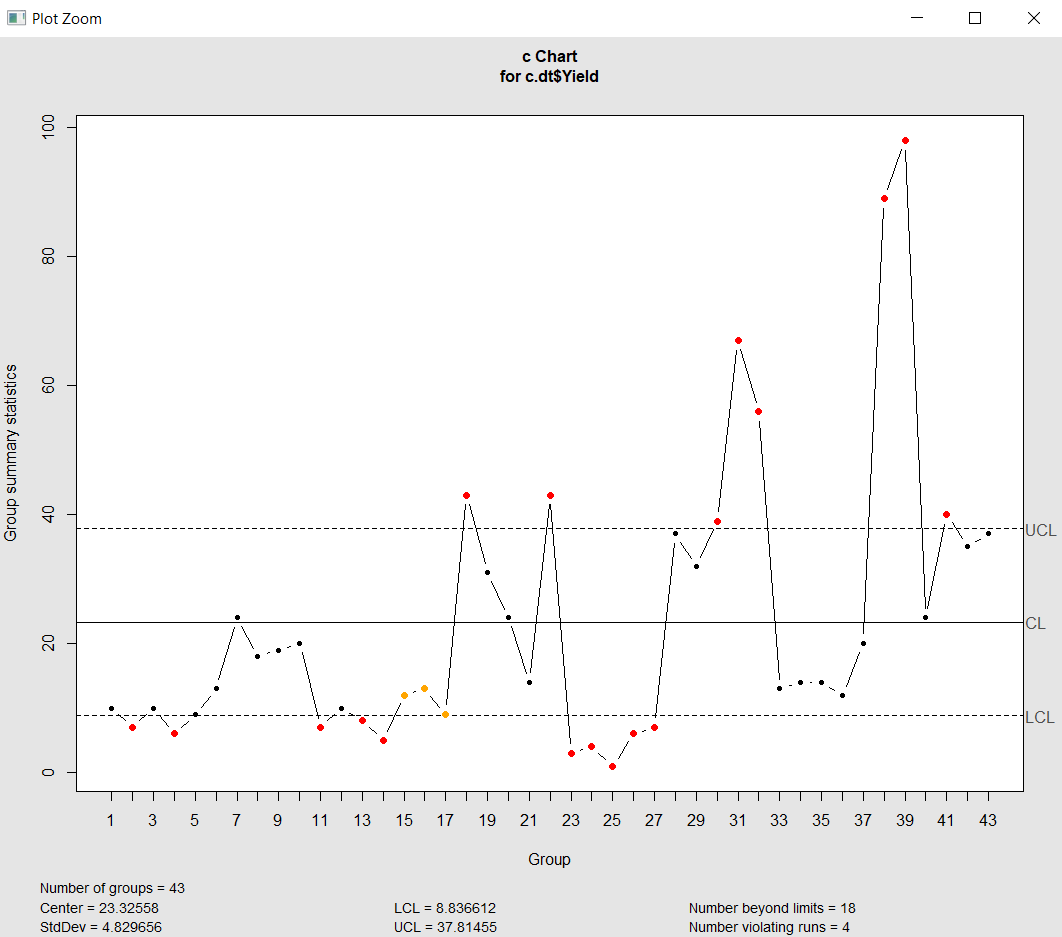 Plot Zoom
c Chart
for c.dt$Yield
Group summary statistics
100
80
60
40
20
0
UCL
CL
LCL
1 3 5 7 9 11 13 15 17 19 21 23 25 27 29 31 33 35 37 39 41 43
Group
Number of groups = 43
Center = 23.32558 LCL = 8.836612 Number beyond limits = 18
StdDev = 4.829656 UCL = 37.81455 Number violating runs = 4